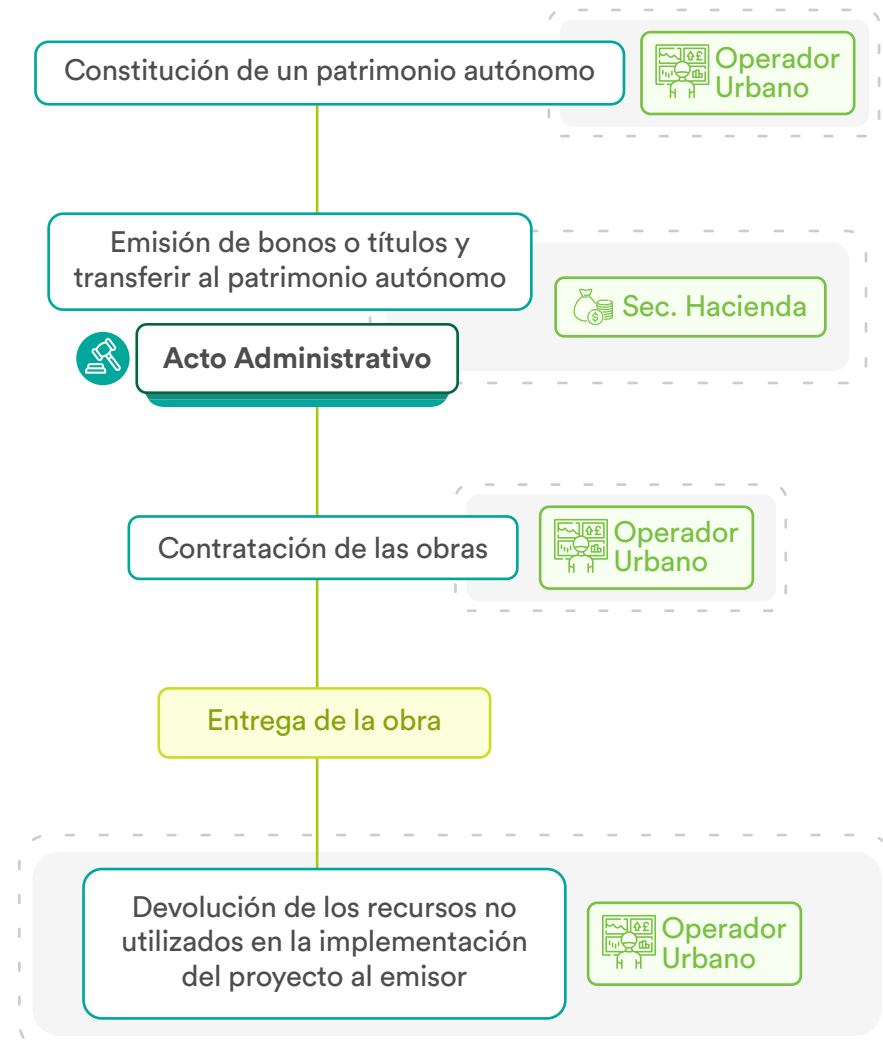 Constitución de un patrimonio autónomo
Operador
Urbano
Emisión de bonos o títulos y
transferir al patrimonio autónomo
Sec. Hacienda
Acto Administrativo
Contratación de las obras
Operador
Urbano
Entrega de la obra
Devolución de los recursos no
utilizados en la implementación
del proyecto al emisor
Operador
Urbano